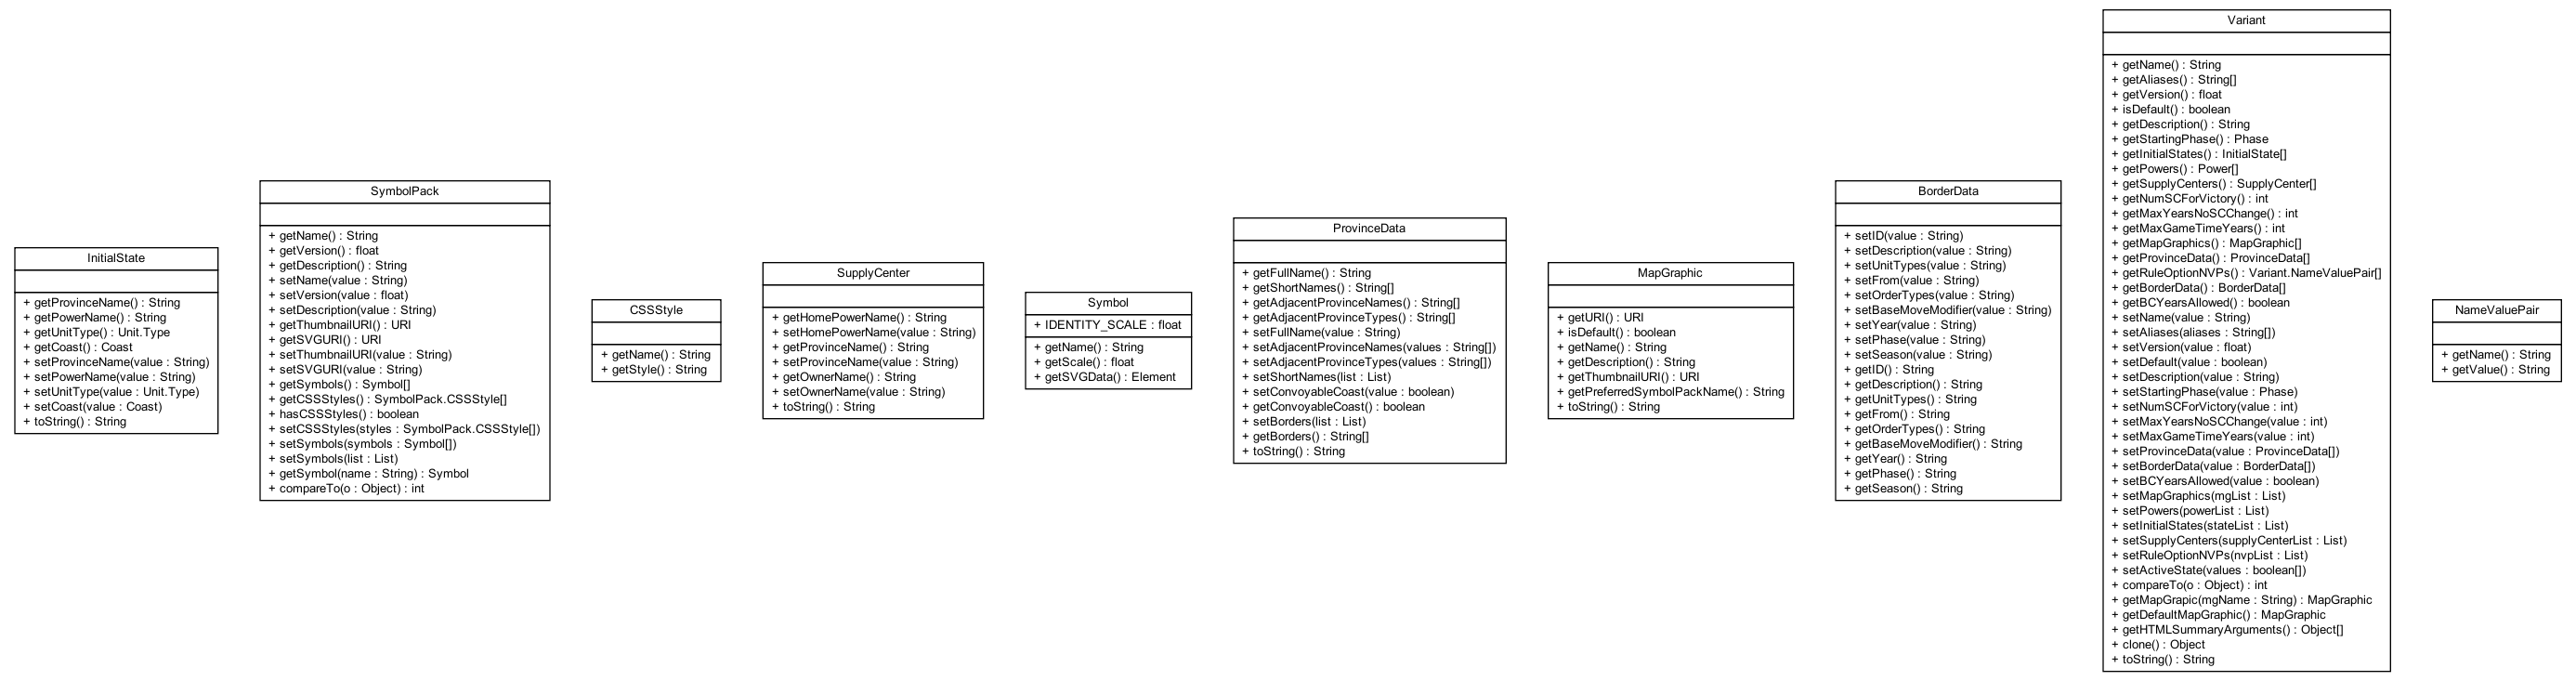 InitialState
+ getProvinceName() : String
+ getPowerName() : String
+ getUnitType() : Unit.Type
+ getCoast() : Coast
+ setProvinceName(value : String)
+ setPowerName(value : String)
+ setUnitType(value : Unit.Type)
+ setCoast(value : Coast)
+ toString() : String
SymbolPack
+ getName() : String
+ getVersion() : float
+ getDescription() : String
+ setName(value : String)
+ setVersion(value : float)
+ setDescription(value : String)
+ getThumbnailURI() : URI
+ getSVGURI() : URI
+ setThumbnailURI(value : String)
+ setSVGURI(value : String)
+ getSymbols() : Symbol[]
+ getCSSStyles() : SymbolPack.CSSStyle[]
+ hasCSSStyles() : boolean
+ setCSSStyles(styles : SymbolPack.CSSStyle[])
+ setSymbols(symbols : Symbol[])
+ setSymbols(list : List)
+ getSymbol(name : String) : Symbol
+ compareTo(o : Object) : int
CSSStyle
+ getName() : String
+ getStyle() : String
SupplyCenter
+ getHomePowerName() : String
+ setHomePowerName(value : String)
+ getProvinceName() : String
+ setProvinceName(value : String)
+ getOwnerName() : String
+ setOwnerName(value : String)
+ toString() : String
Symbol
+ IDENTITY_SCALE : float
+ getName() : String
+ getScale() : float
+ getSVGData() : Element
ProvinceData
+ getFullName() : String
+ getShortNames() : String[]
+ getAdjacentProvinceNames() : String[]
+ getAdjacentProvinceTypes() : String[]
+ setFullName(value : String)
+ setAdjacentProvinceNames(values : String[])
+ setAdjacentProvinceTypes(values : String[])
+ setShortNames(list : List)
+ setConvoyableCoast(value : boolean)
+ getConvoyableCoast() : boolean
+ setBorders(list : List)
+ getBorders() : String[]
+ toString() : String
MapGraphic
+ getURI() : URI
+ isDefault() : boolean
+ getName() : String
+ getDescription() : String
+ getThumbnailURI() : URI
+ getPreferredSymbolPackName() : String
+ toString() : String
BorderData
+ setID(value : String)
+ setDescription(value : String)
+ setUnitTypes(value : String)
+ setFrom(value : String)
+ setOrderTypes(value : String)
+ setBaseMoveModifier(value : String)
+ setYear(value : String)
+ setPhase(value : String)
+ setSeason(value : String)
+ getID() : String
+ getDescription() : String
+ getUnitTypes() : String
+ getFrom() : String
+ getOrderTypes() : String
+ getBaseMoveModifier() : String
+ getYear() : String
+ getPhase() : String
+ getSeason() : String
Variant
+ getName() : String
+ getAliases() : String[]
+ getVersion() : float
+ isDefault() : boolean
+ getDescription() : String
+ getStartingPhase() : Phase
+ getInitialStates() : InitialState[]
+ getPowers() : Power[]
+ getSupplyCenters() : SupplyCenter[]
+ getNumSCForVictory() : int
+ getMaxYearsNoSCChange() : int
+ getMaxGameTimeYears() : int
+ getMapGraphics() : MapGraphic[]
+ getProvinceData() : ProvinceData[]
+ getRuleOptionNVPs() : Variant.NameValuePair[]
+ getBorderData() : BorderData[]
+ getBCYearsAllowed() : boolean
+ setName(value : String)
+ setAliases(aliases : String[])
+ setVersion(value : float)
+ setDefault(value : boolean)
+ setDescription(value : String)
+ setStartingPhase(value : Phase)
+ setNumSCForVictory(value : int)
+ setMaxYearsNoSCChange(value : int)
+ setMaxGameTimeYears(value : int)
+ setProvinceData(value : ProvinceData[])
+ setBorderData(value : BorderData[])
+ setBCYearsAllowed(value : boolean)
+ setMapGraphics(mgList : List)
+ setPowers(powerList : List)
+ setInitialStates(stateList : List)
+ setSupplyCenters(supplyCenterList : List)
+ setRuleOptionNVPs(nvpList : List)
+ setActiveState(values : boolean[])
+ compareTo(o : Object) : int
+ getMapGrapic(mgName : String) : MapGraphic
+ getDefaultMapGraphic() : MapGraphic
+ getHTMLSummaryArguments() : Object[]
+ clone() : Object
+ toString() : String
NameValuePair
+ getName() : String
+ getValue() : String